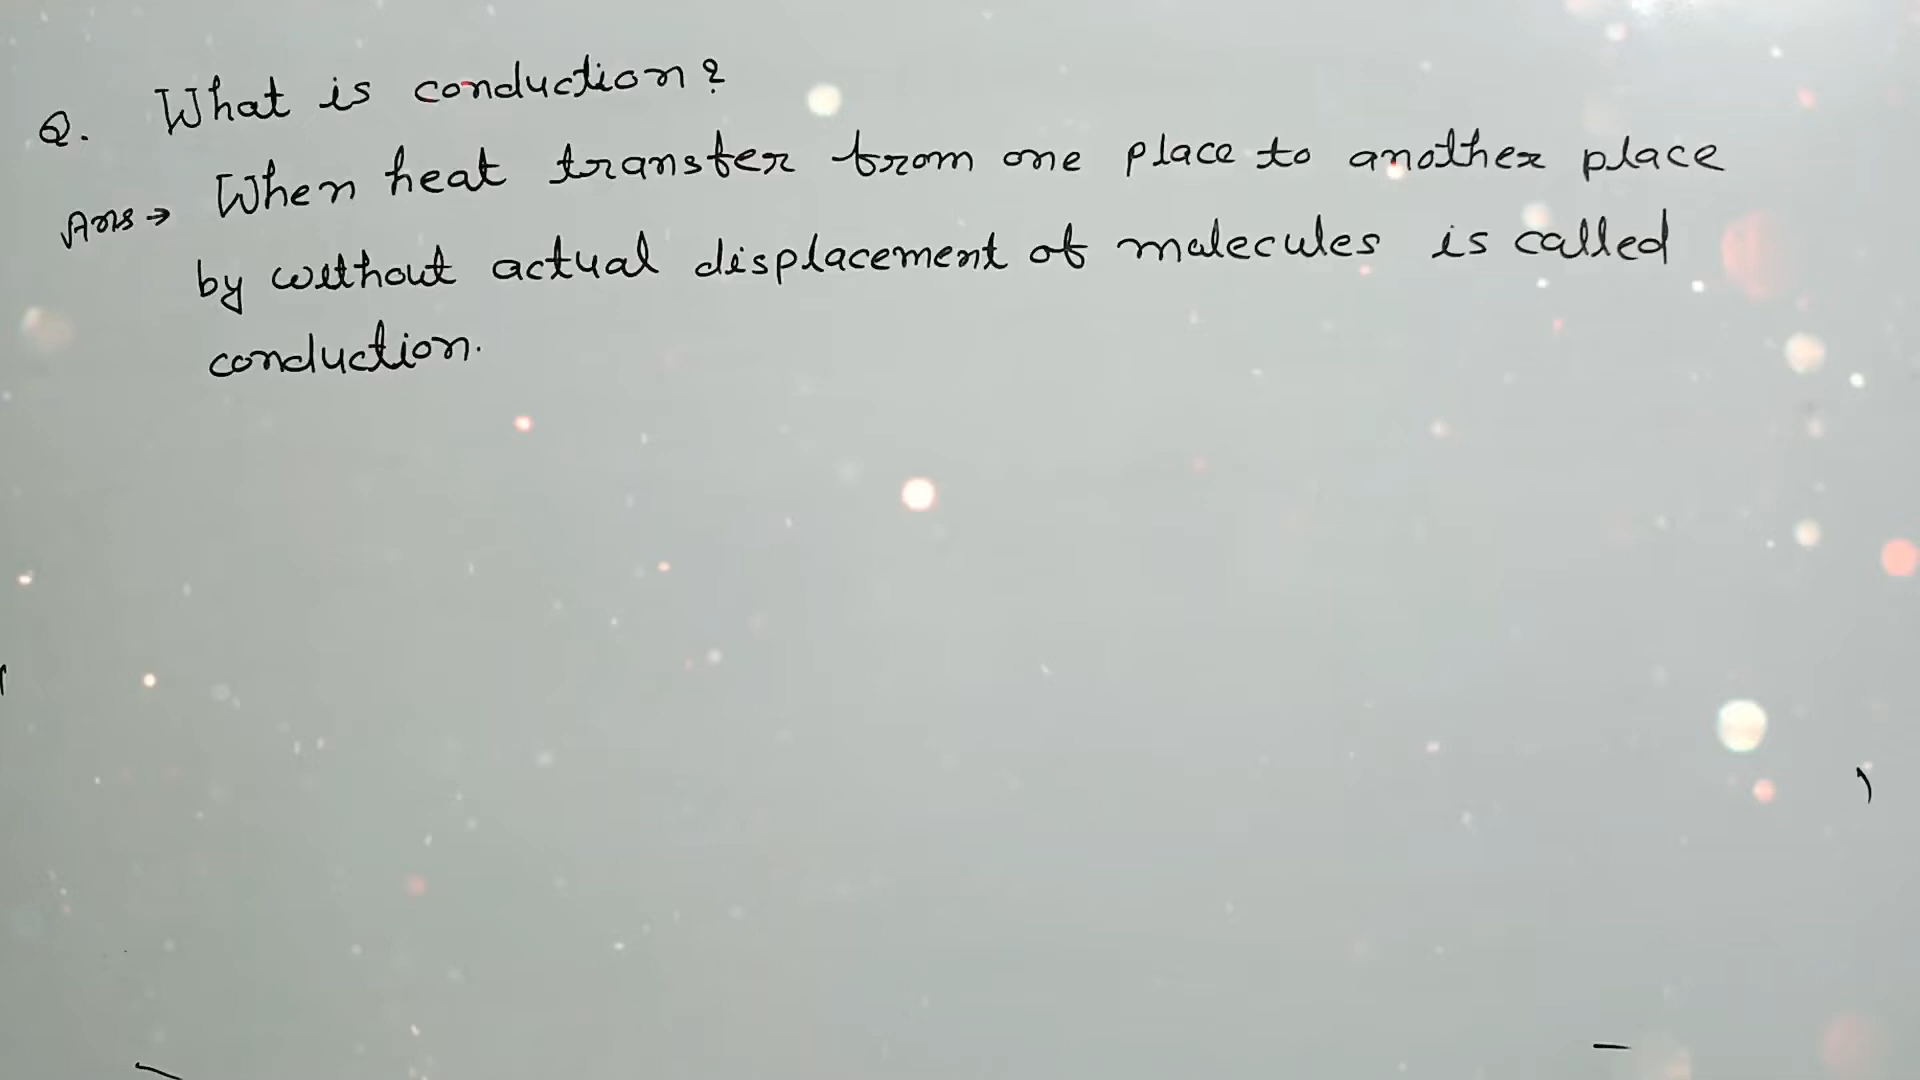 Q. What is conduction?
Ans → When heat transfer from one place to another place
by without actual displacement of malecules is called
conduction.